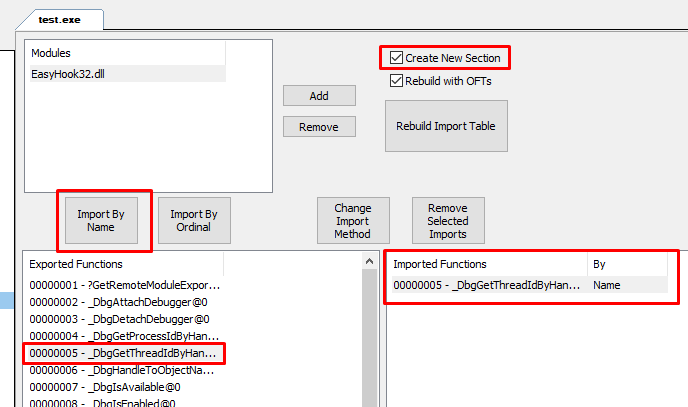 test.exe
Modules
EasyHook32.dll
Add
Remove
Create New Section
Rebuild with OFTs
Rebuild Import Table
Import By
Name
Import By
Ordinal
Change
Import
Method
Remove
Selected
Imports
Exported Functions
00000001 - ?GetRemoteModuleExpor...
00000002 - _DbgAttachDebugger@0
00000003 - _DbgDetachDebugger@0
00000004 - _DbgGetProcessIdByHan...
00000005 - _DbgGetThreadIdByHan...
00000006 - _DbgHandleToObjectNa...
00000007 - _DbgIsAvailable@0
00000008 - _DbgIsEnabled@0
Imported Functions By
00000005 - _DbgGetThreadIdByHan... Name